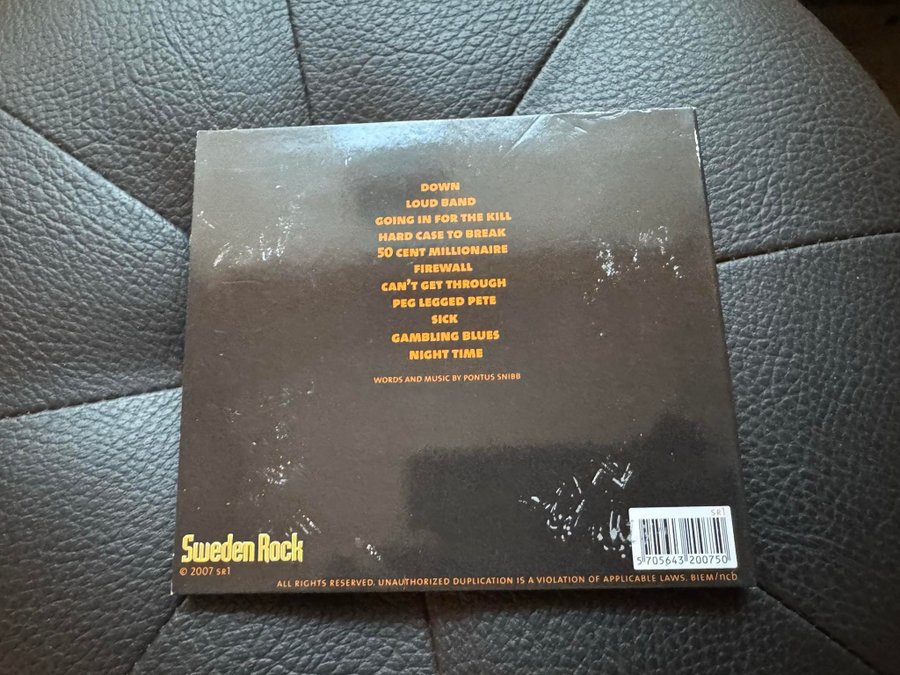 DOWN
LOUD BAND
GOING IN FOR THE KILL
HARD CASE TO BREAK
50 CENT MILLIONAIRE
FIREWALL
CAN'T GET THROUGH
PEG LEGGED PETE
SICK
GAMBLING BLUES
NIGHT TIME
WORDS AND MUSIC BY PONTUS SNIBB
SR1
5 705643 200750
Sweden Rock
© 2007 SR1
ALL RIGHTS RESERVED. UNAUTHORIZED DUPLICATION IS A VIOLATION OF APPLICABLE LAWS. BIEM/ncb